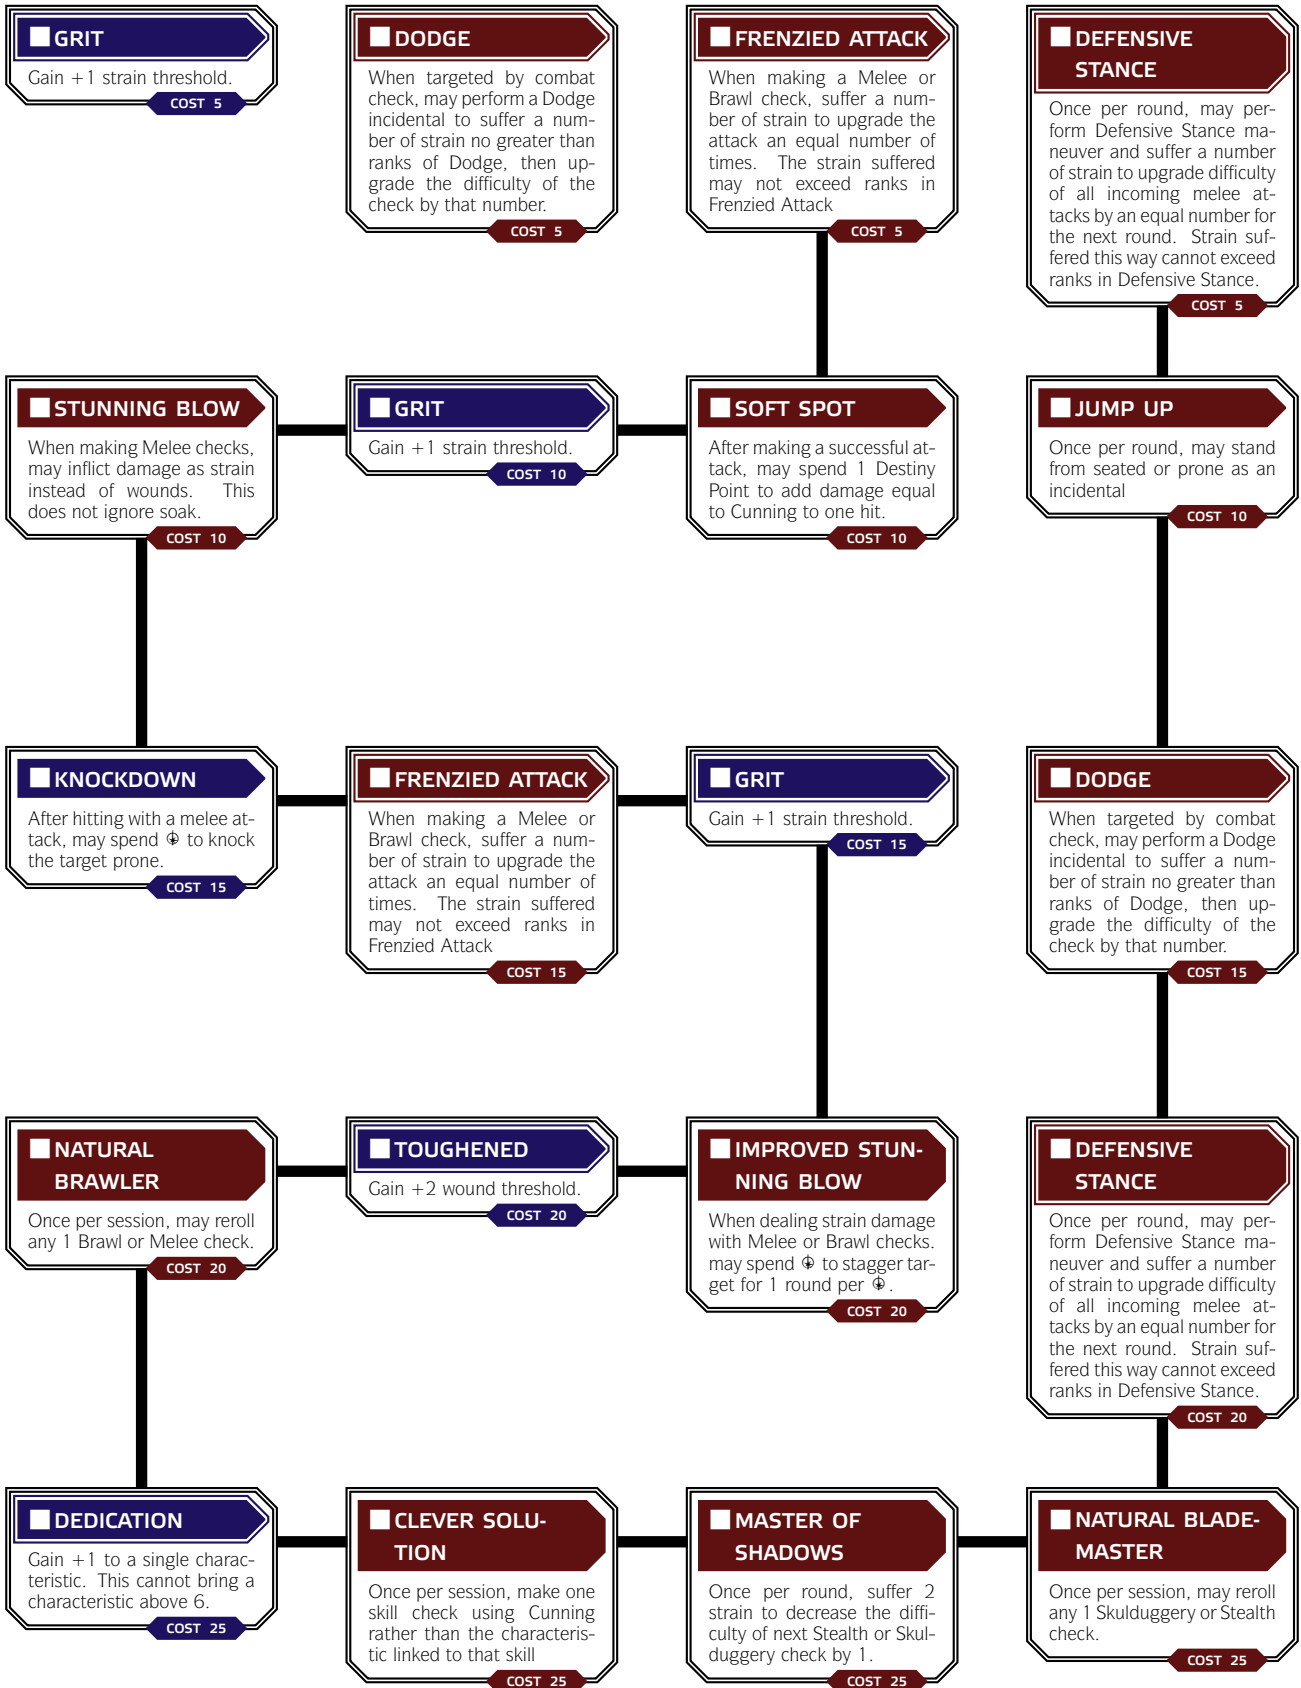 GRIT
Gain +1 strain threshold.
COST 5
DODGE
When targeted by combat
check, may perform a Dodge
incidental to suffer a num-
ber of strain no greater than
ranks of Dodge, then up-
grade the difficulty of the
check by that number.
COST 5
FRENZIED ATTACK
When making a Melee or
Brawl check, suffer a num-
ber of strain to upgrade the
attack an equal number of
times. The strain suffered
may not exceed ranks in
Frenzied Attack
COST 5
DEFENSIVE
STANCE
Once per round, may per-
form Defensive Stance ma-
neuver and suffer a number
of strain to upgrade difficulty
of all incoming melee at-
tacks by an equal number for
the next round. Strain suf-
fered this way cannot exceed
ranks in Defensive Stance.
COST 5
STUNNING BLOW
When making Melee checks,
may inflict damage as strain
instead of wounds. This
does not ignore soak.
COST 10
GRIT
Gain +1 strain threshold.
COST 10
SOFT SPOT
After making a successful at-
tack, may spend 1 Destiny
Point to add damage equal
to Cunning to one hit.
COST 10
JUMP UP
Once per round, may stand
from seated or prone as an
incidental
COST 10
KNOCKDOWN
After hitting with a melee at-
tack, may spend to knock
the target prone.
COST 15
FRENZIED ATTACK
When making a Melee or
Brawl check, suffer a num-
ber of strain to upgrade the
attack an equal number of
times. The strain suffered
may not exceed ranks in
Frenzied Attack
COST 15
GRIT
Gain +1 strain threshold.
COST 15
DODGE
When targeted by combat
check, may perform a Dodge
incidental to suffer a num-
ber of strain no greater than
ranks of Dodge, then up-
grade the difficulty of the
check by that number.
COST 15
NATURAL
BRAWLER
Once per session, may reroll
any 1 Brawl or Melee check.
COST 20
TOUGHENED
Gain +2 wound threshold.
COST 20
IMPROVED STUN-
NING BLOW
When dealing strain damage
with Melee or Brawl checks.
may spend to stagger tar-
get for 1 round per .
COST 20
DEFENSIVE
STANCE
Once per round, may per-
form Defensive Stance ma-
neuver and suffer a number
of strain to upgrade difficulty
of all incoming melee at-
tacks by an equal number for
the next round. Strain suf-
fered this way cannot exceed
ranks in Defensive Stance.
COST 20
DEDICATION
Gain +1 to a single charac-
teristic. This cannot bring a
characteristic above 6.
COST 25
CLEVER SOLU-
TION
Once per session, make one
skill check using Cunning
rather than the characteris-
tic linked to that skill
COST 25
MASTER OF
SHADOWS
Once per round, suffer 2
strain to decrease the diffi-
culty of next Stealth or Skul-
duggery check by 1.
COST 25
NATURAL BLADE-
MASTER
Once per session, may reroll
any 1 Skulduggery or Stealth
check.
COST 25